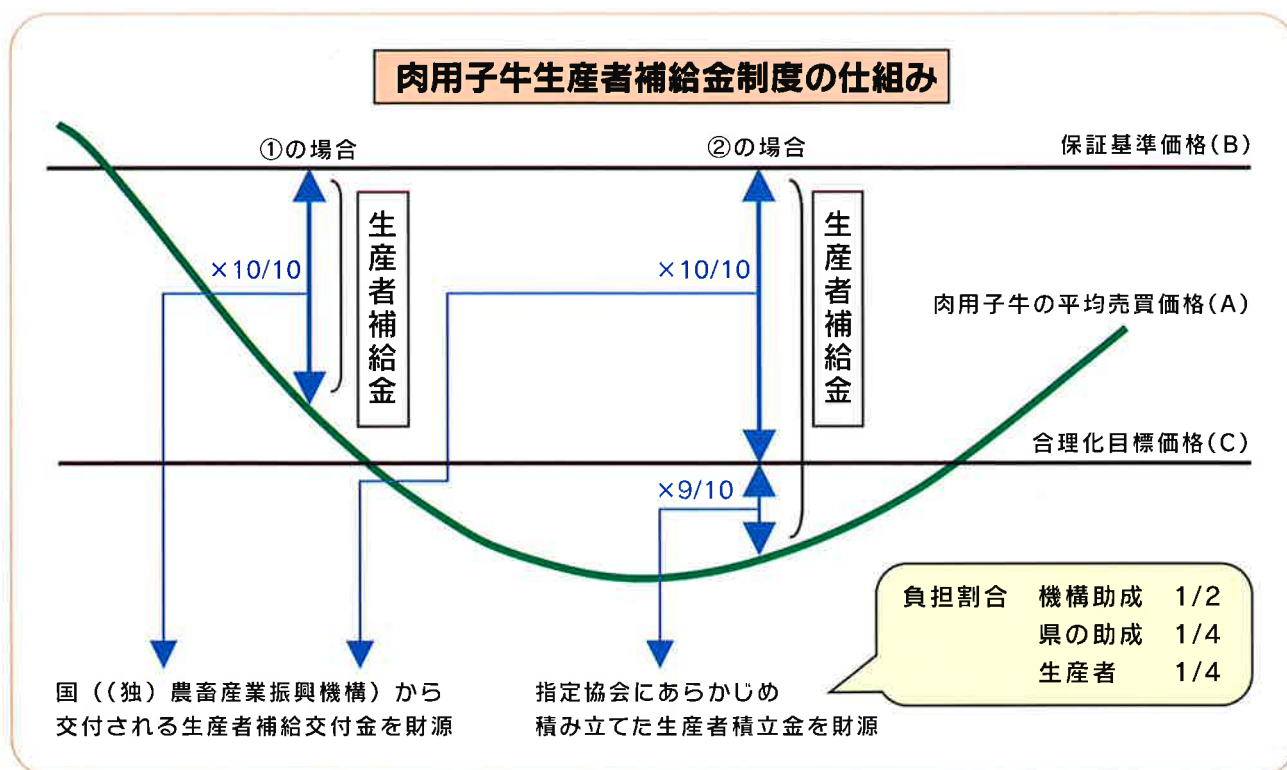 肉用子牛生産者補給金制度の仕組み
①の場合
②の場合
保証基準価格(B)
生産者補給金
×10/10
×10/10
生産者補給金
肉用子牛の平均売買価格(A)
合理化目標価格(C)
×9/10
負担割合 機構助成 1/2
県の助成 1/4
生産者 1/4
国((独)農畜産業振興機構)から
交付される生産者補給交付金を財源
指定協会にあらかじめ
積み立てた生産者積立金を財源